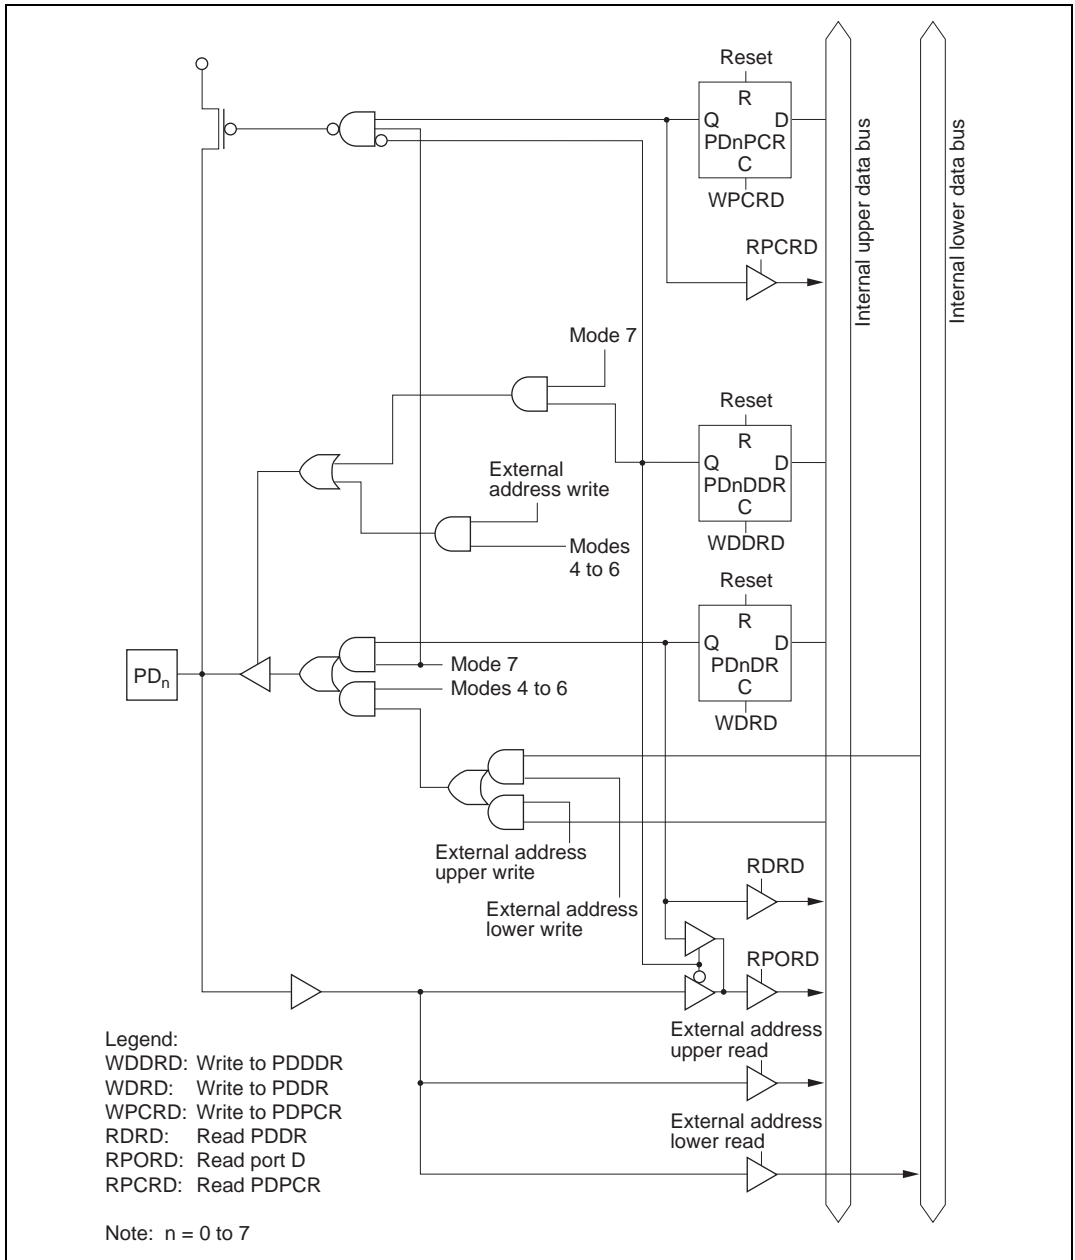 Reset
R
Q D
PDnPCR
C
WPCRD
RPCRD
Internal upper data bus
Internal lower data bus
Mode 7
Reset
R
Q D
PDnDDR
C
WDDRD
External
address write
Modes
4 to 6
Reset
R
Q D
PDnDR
C
WDRD
Mode 7
Modes 4 to 6
PDn
External address
upper write
External address
lower write
RDRD
RPORD
External address
upper read
External address
lower read
Legend:
WDDRD: Write to PDDDR
WDRD: Write to PDDR
WPCRD: Write to PDPCR
RDRD: Read PDDR
RPORD: Read port D
RPCRD: Read PDPCR
Note: n = 0 to 7